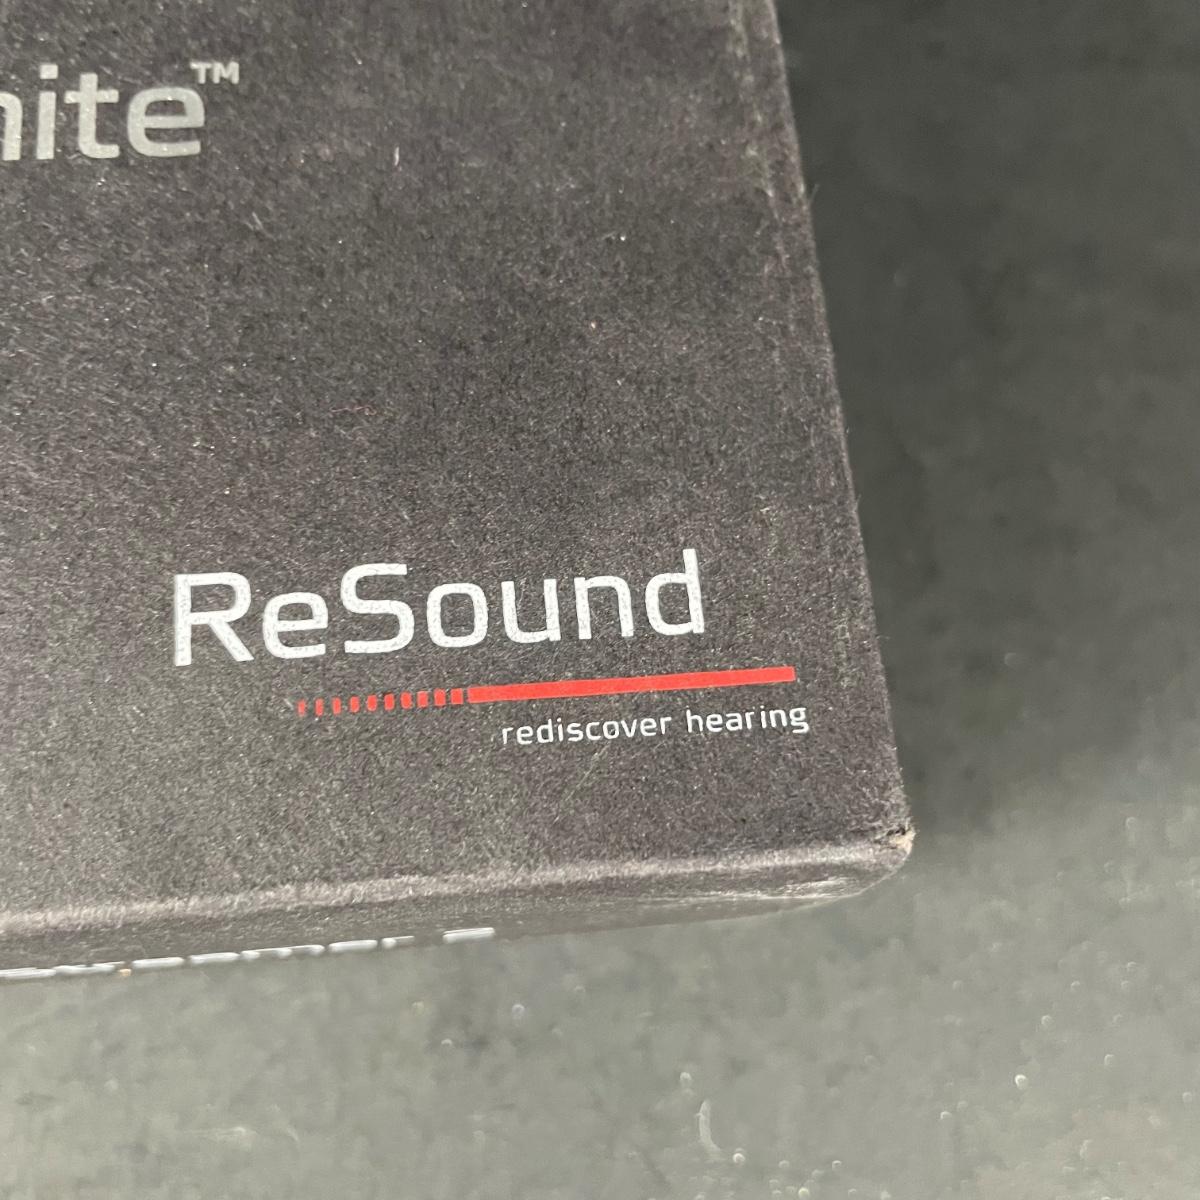 nite™
ReSound
rediscover hearing